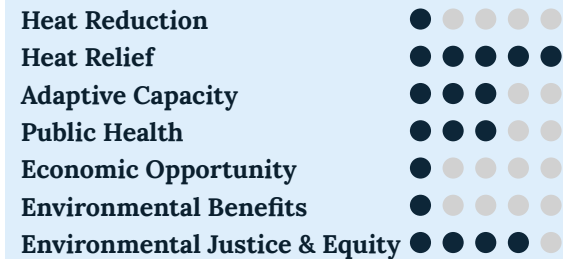 Heat Reduction
Heat Relief
Adaptive Capacity
Public Health
Economic Opportunity
Environmental Benefits
Environmental Justice & Equity